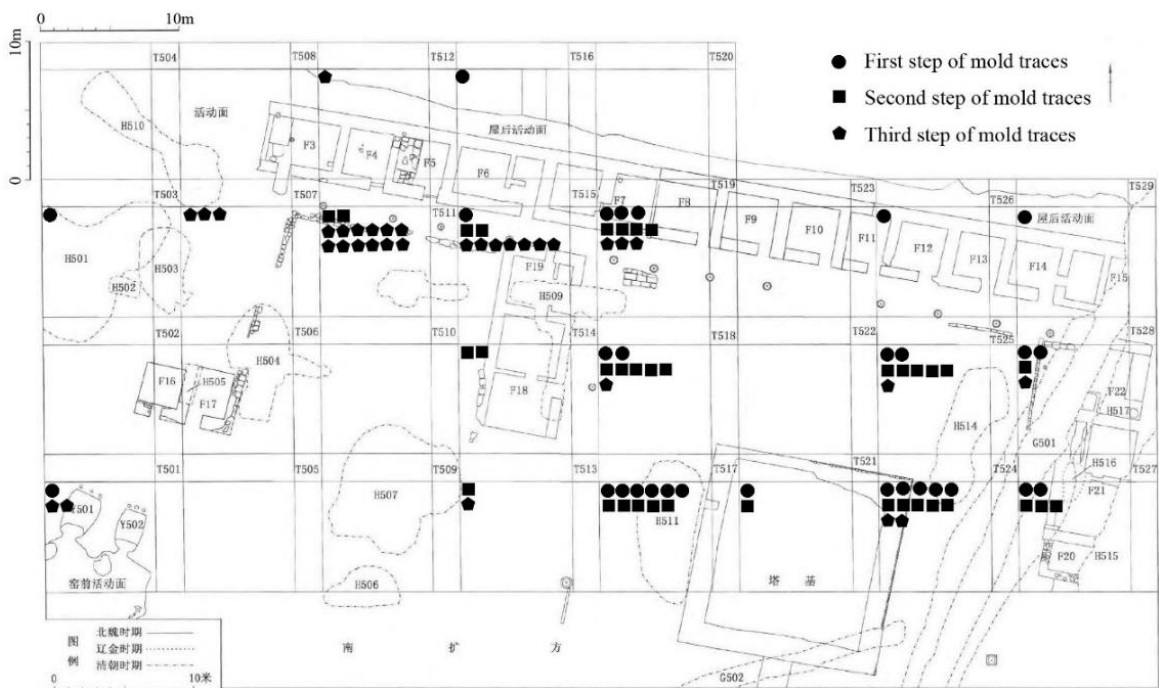 0 10m
10m
0
T504 T508 T512 T516 T520
First step of mold traces
Second step of mold traces
Third step of mold traces
H510
活动面
屋后活动面
F3 F4 F5 F6
T503 T507 T511 T515 F7 F8 T519 T523 T526 T529
F9 F10 F11 F12 F13 F14 F15
屋后活动面
H501 H503 H502
F19
H509
T502 T506 T510 T514 T518 T522 T525 T528
H504
F16 H505 F17
F18
F22
H517
H514
G501
T501 T505 T509 T513 T517 T521 T524 T527
H516
H507
H511
F21
Y501 Y502
F20 H515
窑前活动面
H506
塔基
图例
北魏时期
辽金时期
清朝时期
0 10米
南扩方
G502